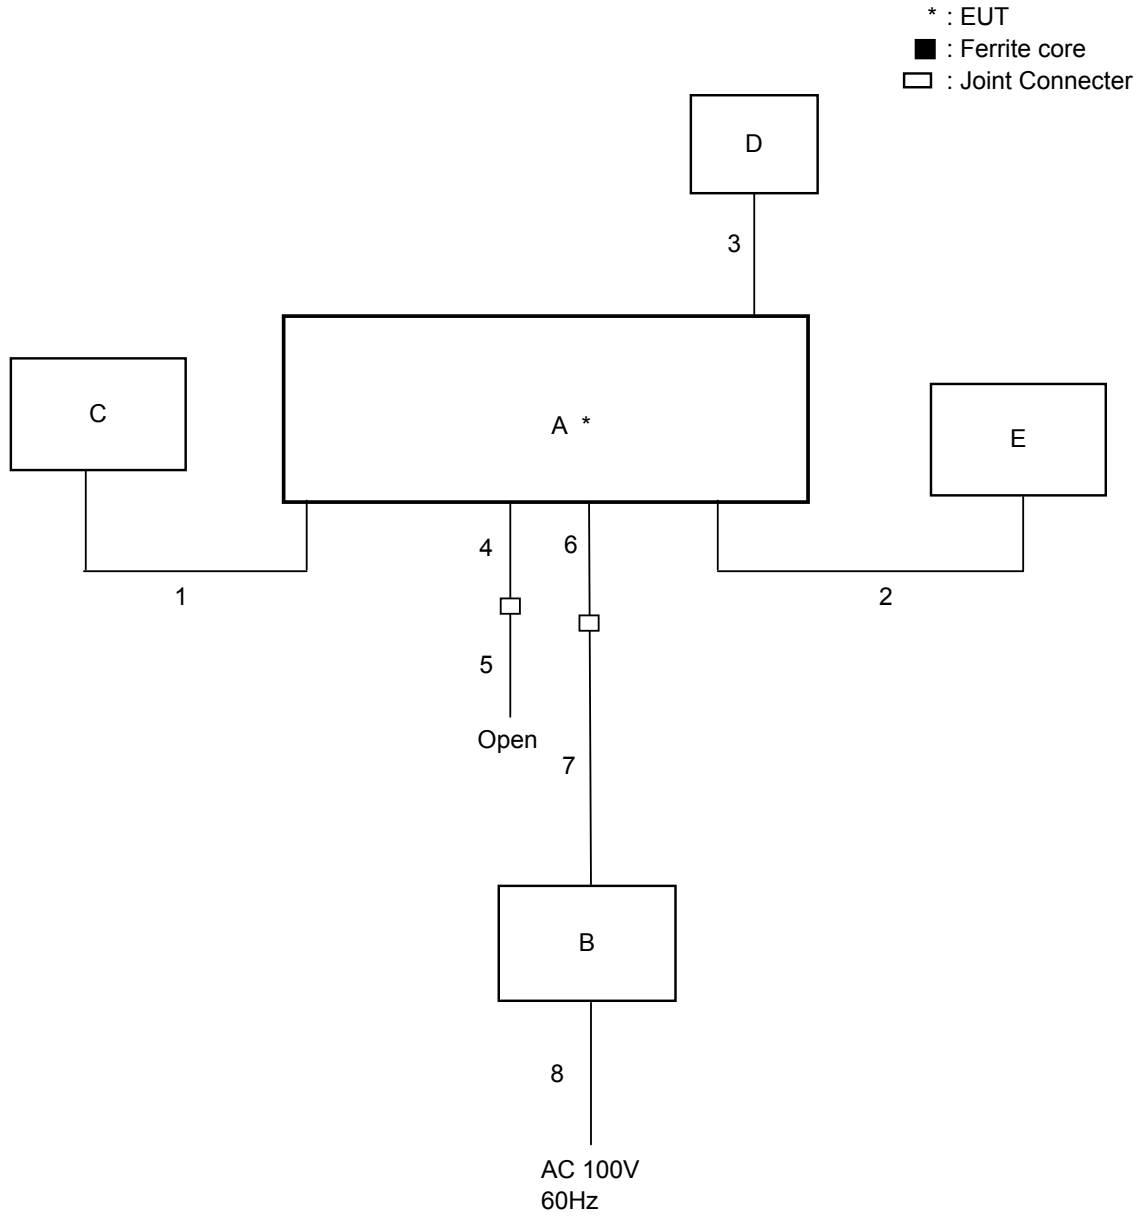 * : EUT
: Ferrite core
: Joint Connecter
D
3
C
A *
E
4
6
1
2
5
Open
7
B
8
AC 100V
60Hz